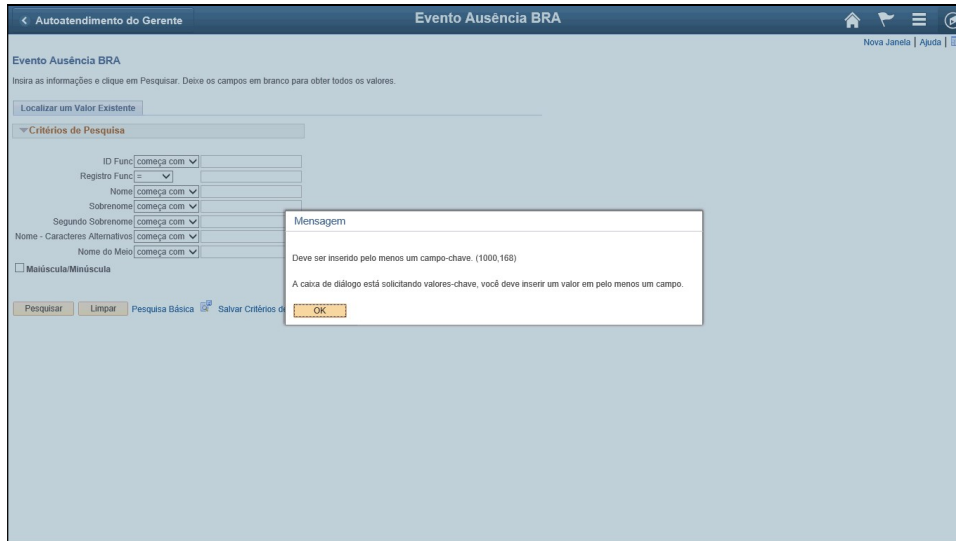 Autoatendimento do Gerente
Evento Ausência BRA
Nova Janela | Ajuda |
Evento Ausência BRA
Insira as informações e clique em Pesquisar. Deixe os campos em branco para obter todos os valores.
Localizar um Valor Existente
Critérios de Pesquisa
ID Func começa com
Registro Func =
Nome começa com
Sobrenome começa com
Segundo Sobrenome começa com
Nome - Caracteres Alternativos começa com
Nome do Meio começa com
Maiúscula/Minúscula
Pesquisar Limpar Pesquisa Básica Salvar Critérios de
Mensagem
Deve ser inserido pelo menos um campo-chave. (1000,168)
A caixa de diálogo está solicitando valores-chave, você deve inserir um valor em pelo menos um campo.
OK